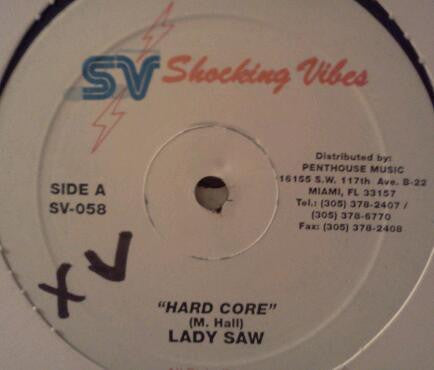 SV Shocking Vibes
Distributed by:
PENTHOUSE MUSIC
16155 S.W. 117th Ave. B-22
MIAMI, FL 33157
Tel.: (305) 378-2407 /
(305) 378-6770
Fax: (305) 378-2408
SIDE A
SV-058
X V
"HARD CORE"
(M. Hall)
LADY SAW